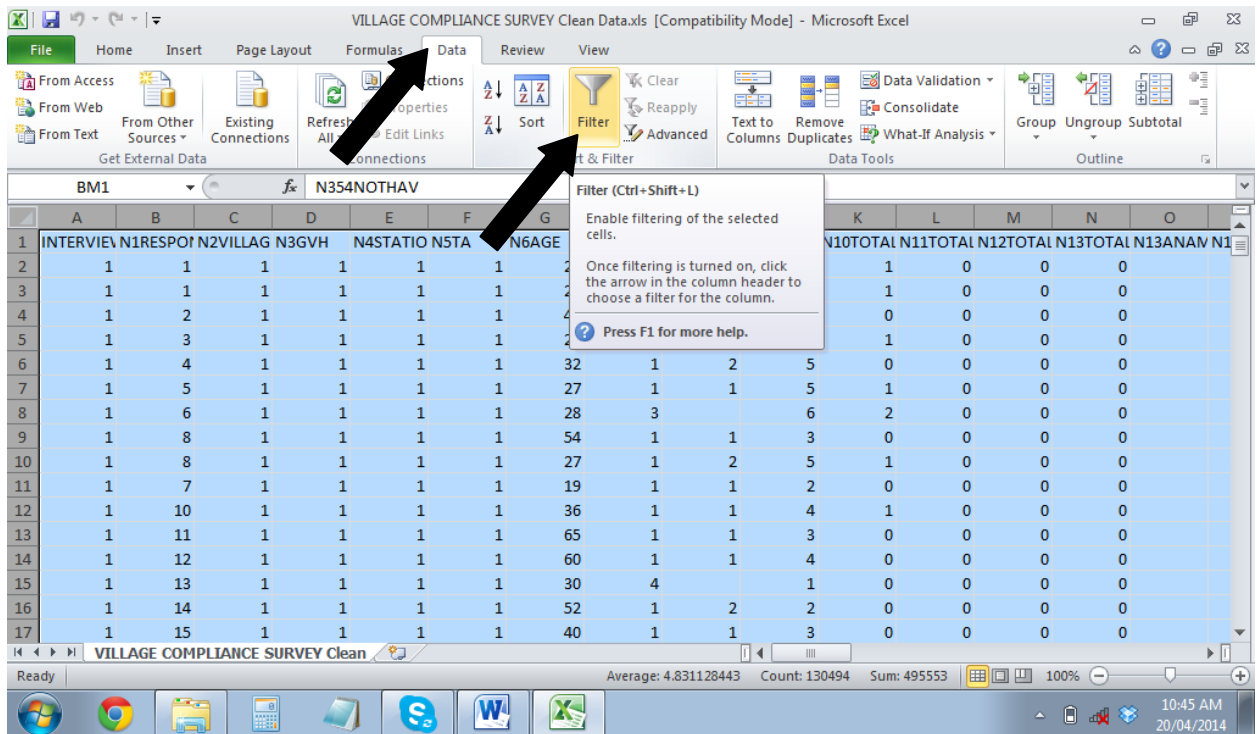 VILLAGE COMPLIANCE SURVEY Clean Data.xls [Compatibility Mode] - Microsoft Excel
File Home Insert Page Layout Formulas Data Review View
From Access
From Web
From Text
From Other Sources
Existing Connections
Get External Data
Refresh All
Edit Links
Connections
Sort
Filter
Clear
Reapply
Advanced
& Filter
Text to Columns
Remove Duplicates
Data Validation
Consolidate
What-If Analysis
Data Tools
Group
Ungroup
Subtotal
Outline
BM1 fx N354NOTHAV
Filter (Ctrl+Shift+L)
Enable filtering of the selected
cells.
Once filtering is turned on, click
the arrow in the column header to
choose a filter for the column.
Press F1 for more help.
A B C D E F G K L M N O
1 INTERVIEV N1RESPON N2VILLAG N3GVH N4STATIO N5TA N6AGE N10TOTAL N11TOTAL N12TOTAL N13TOTAL N13ANAM N1
2 1 1 1 1 1 1 2 1 0 0 0
3 1 1 1 1 1 1 2 1 0 0 0
4 1 2 1 1 1 1 4 0 0 0 0
5 1 3 1 1 1 1 2 1 0 0 0
6 1 4 1 1 1 1 32 1 2 5 0 0 0 0
7 1 5 1 1 1 1 27 1 1 5 1 0 0 0
8 1 6 1 1 1 1 28 3 6 2 0 0 0
9 1 8 1 1 1 1 54 1 1 3 0 0 0 0
10 1 8 1 1 1 1 27 1 2 5 1 0 0 0
11 1 7 1 1 1 1 19 1 1 2 0 0 0 0
12 1 10 1 1 1 1 36 1 1 4 1 0 0 0
13 1 11 1 1 1 1 65 1 1 3 0 0 0 0
14 1 12 1 1 1 1 60 1 1 4 0 0 0 0
15 1 13 1 1 1 1 30 4 1 0 0 0 0
16 1 14 1 1 1 1 52 1 2 2 0 0 0 0
17 1 15 1 1 1 1 40 1 1 3 0 0 0 0
VILLAGE COMPLIANCE SURVEY Clean
Ready Average: 4.831128443 Count: 130494 Sum: 495553 100%
10:45 AM
20/04/2014